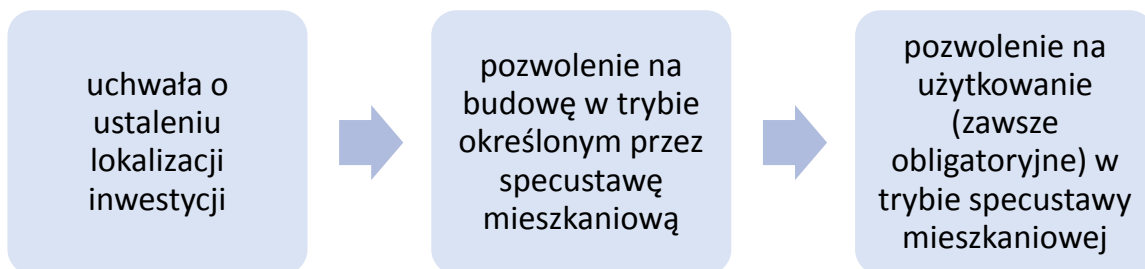 uchwała o
ustaleniu
lokalizacji
inwestycji
pozwolenie na
budowę w trybie
określonym przez
specustawę
mieszkaniową
pozwolenie na
użytkowanie
(zawsze
obligatoryjne) w
trybie specustawy
mieszkaniowej